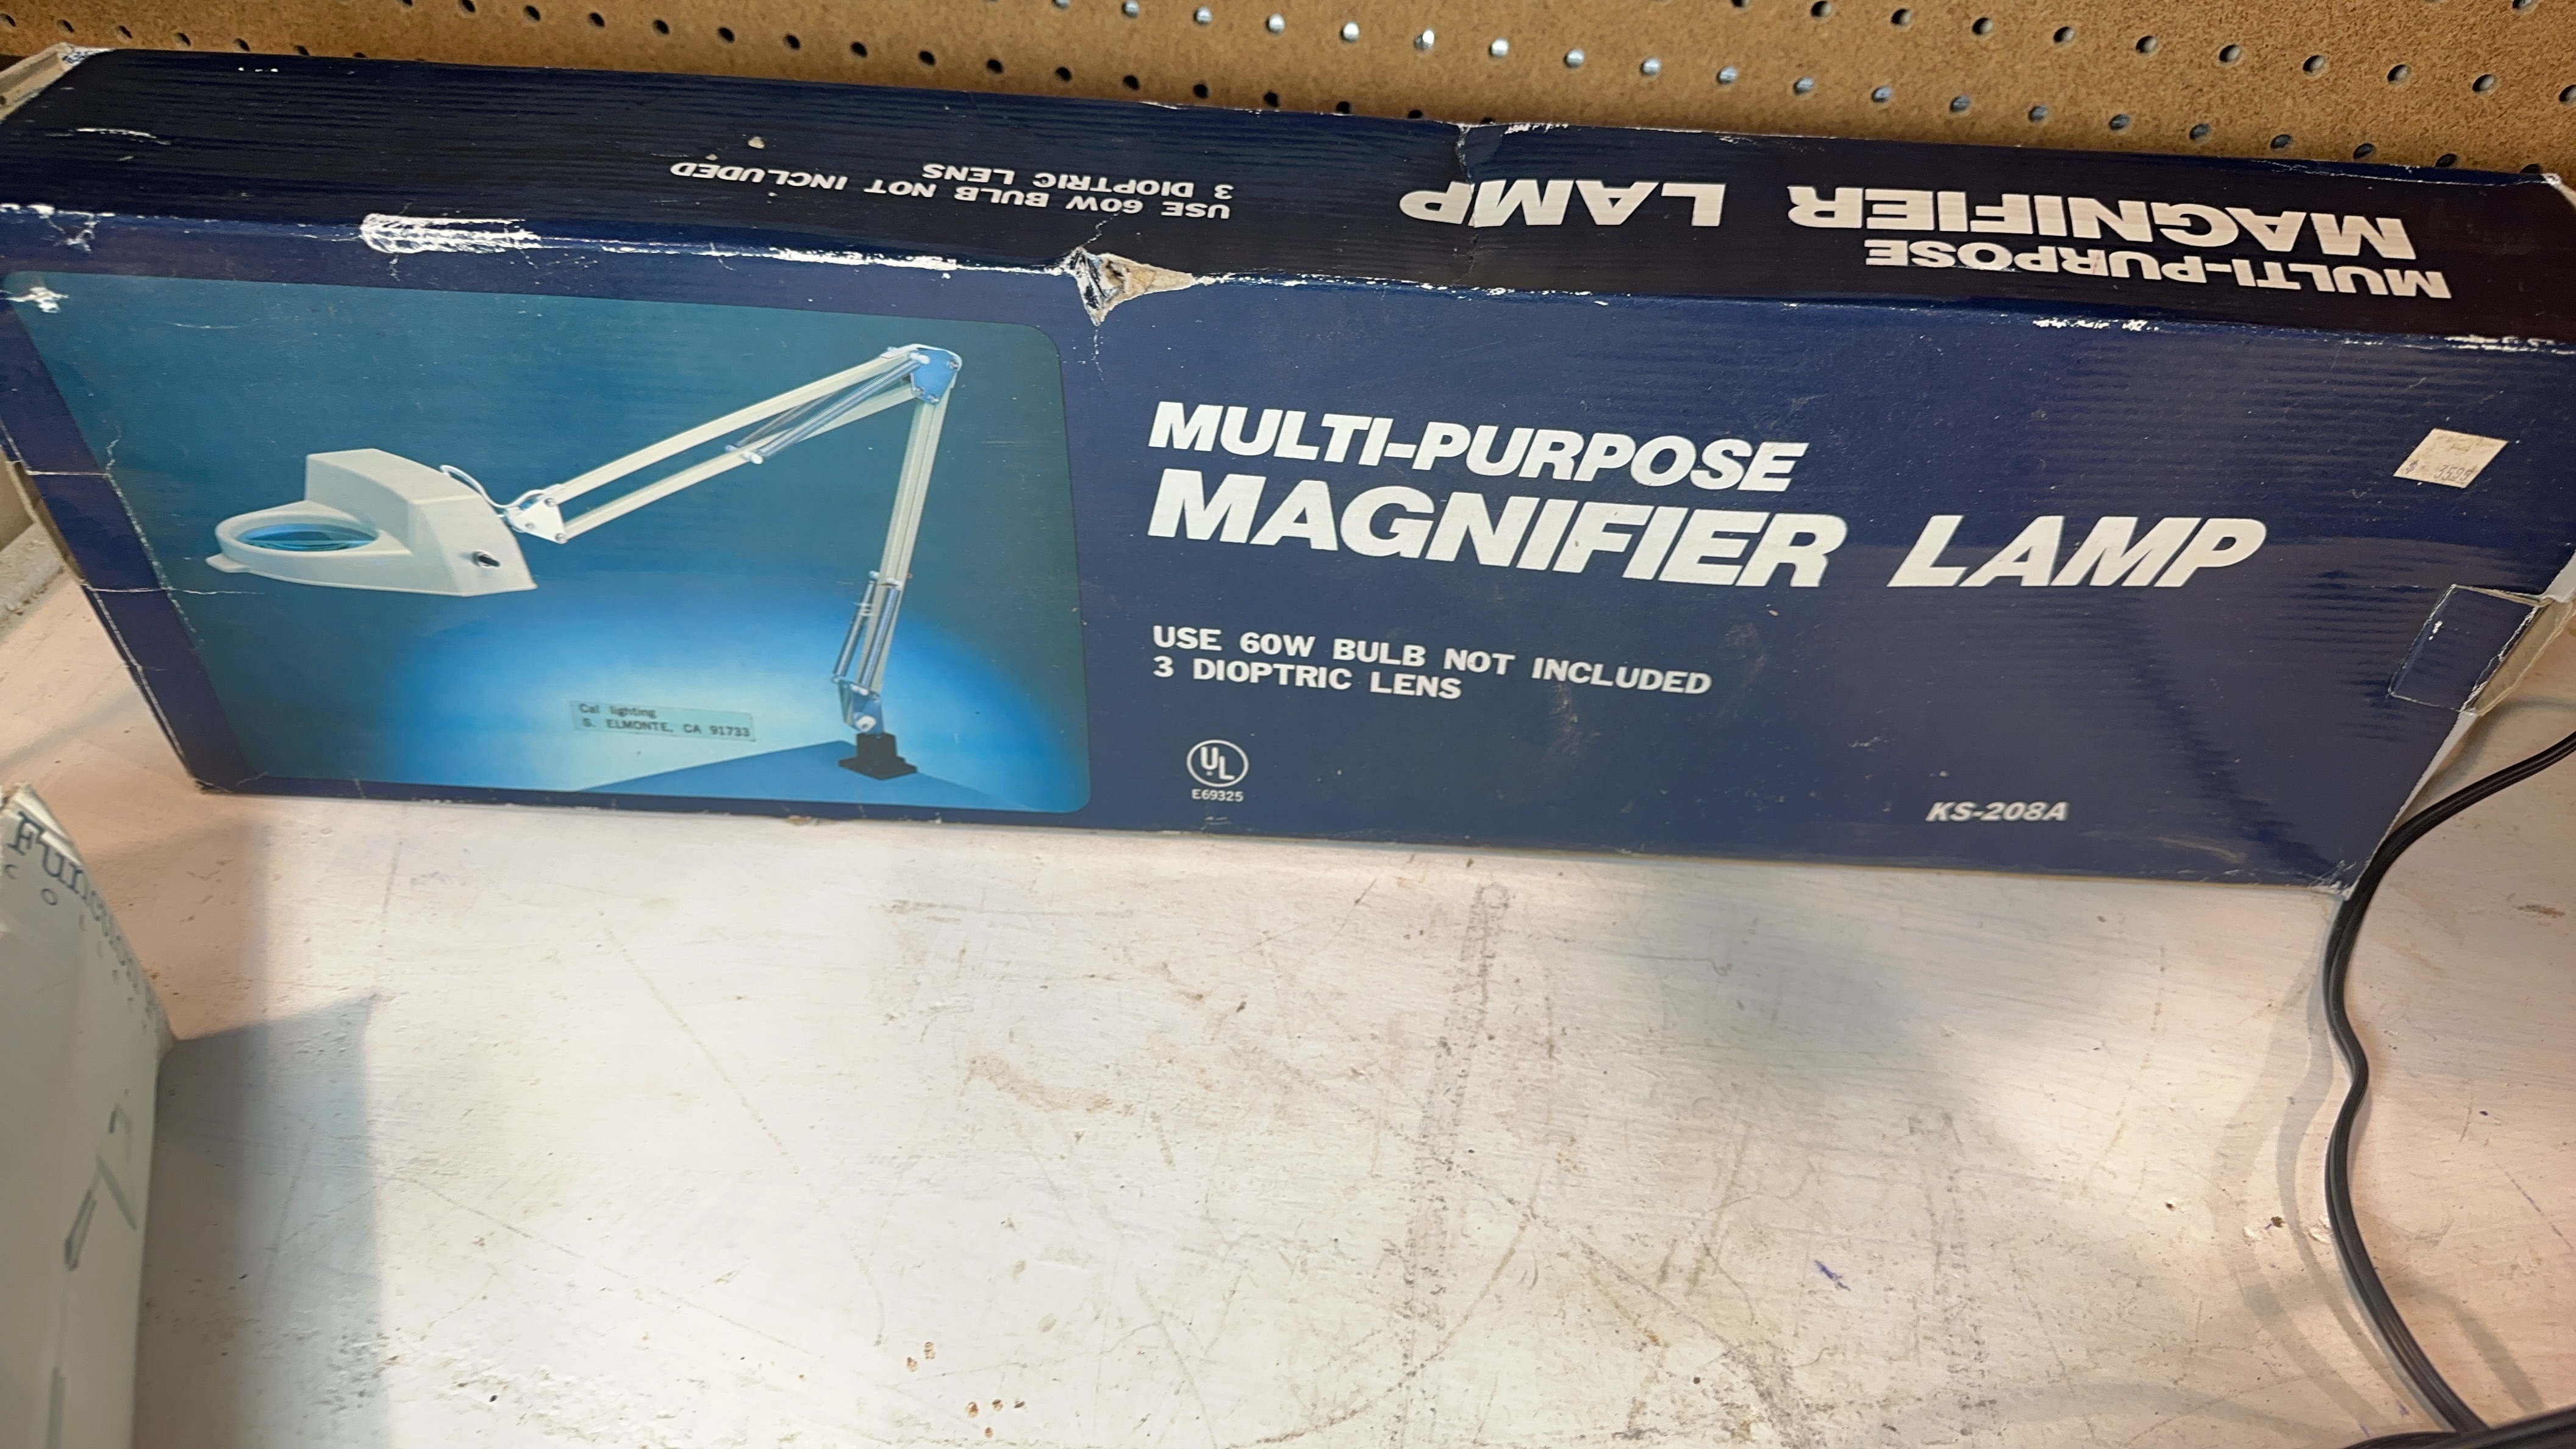 USE 60W BULB NOT INCLUDED
3 DIOPTRIC LENS
MULTI-PURPOSE
MAGNIFIER LAMP
MULTI-PURPOSE
MAGNIFIER LAMP
USE 60W BULB NOT INCLUDED
3 DIOPTRIC LENS
Cal lighting
S. ELMONTE, CA 91733
UL
E69325
KS-208A